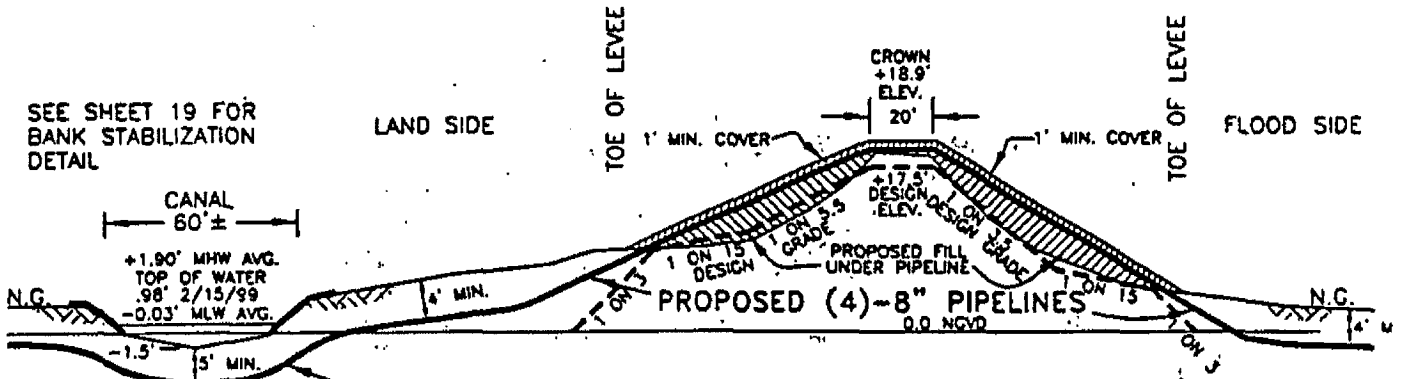 SEE SHEET 19 FOR
BANK STABILIZATION
DETAIL
LAND SIDE
TOE OF LEVEE
CROWN
+18.9'
ELEV.
20'
TOE OF LEVEE
FLOOD SIDE
1' MIN. COVER
1' MIN. COVER
CANAL
60'±
+1.90' MHW AVG.
TOP OF WATER
.98' 2/15/99
-0.03' MLW AVG.
N.G.
-1.5'
5' MIN.
4' MIN.
+17.5'
DESIGN
ELEV.
1 ON 5.5
GRADE
1 ON 15
DESIGN
1 ON 3
1 ON
DESIGN GRADE
PROPOSED FILL
UNDER PIPELINE
1 ON 15
PROPOSED (4)-8" PIPELINES
0.0 NGVD
1 ON 3
N.G.
4' M